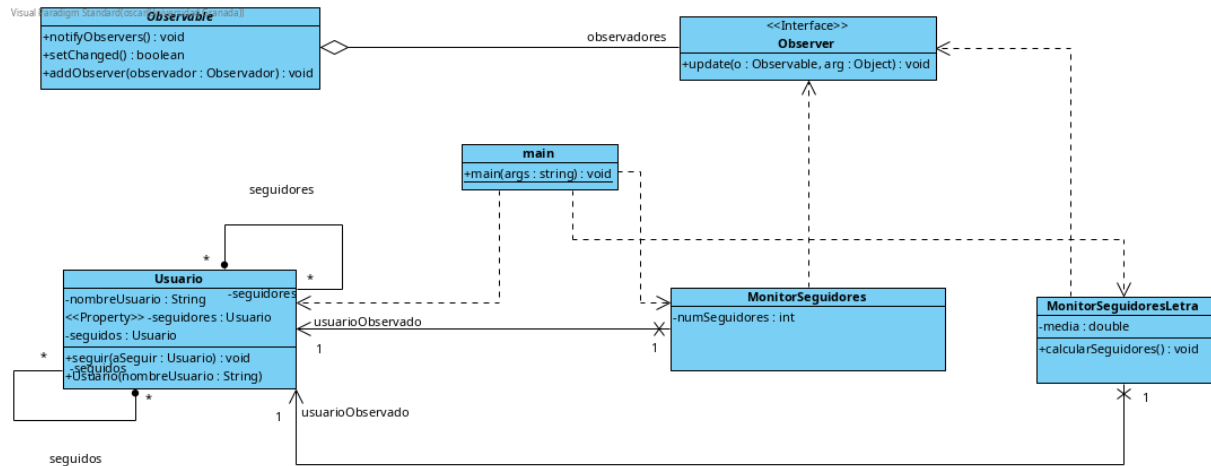 Visual Paradigm Standard(oscar(Universidad Granada))
Observable
+notifyObservers() : void
+setChanged() : boolean
+addObserver(observador : Observador) : void
observadores
<<Interface>>
Observer
+update(o : Observable, arg : Object) : void
main
+main(args : string) : void
seguidores
*
*
Usuario
-nombreUsuario : String
-seguidores
<<Property>> -seguidores : Usuario
-seguidos : Usuario
+seguir(aSeguir : Usuario) : void
-seguidos
+Usuario(nombreUsuario : String)
*
*
seguidos
usuarioObservado
1
1
MonitorSeguidores
-numSeguidores : int
MonitorSeguidoresLetra
-media : double
+calcularSeguidores() : void
1
usuarioObservado
1